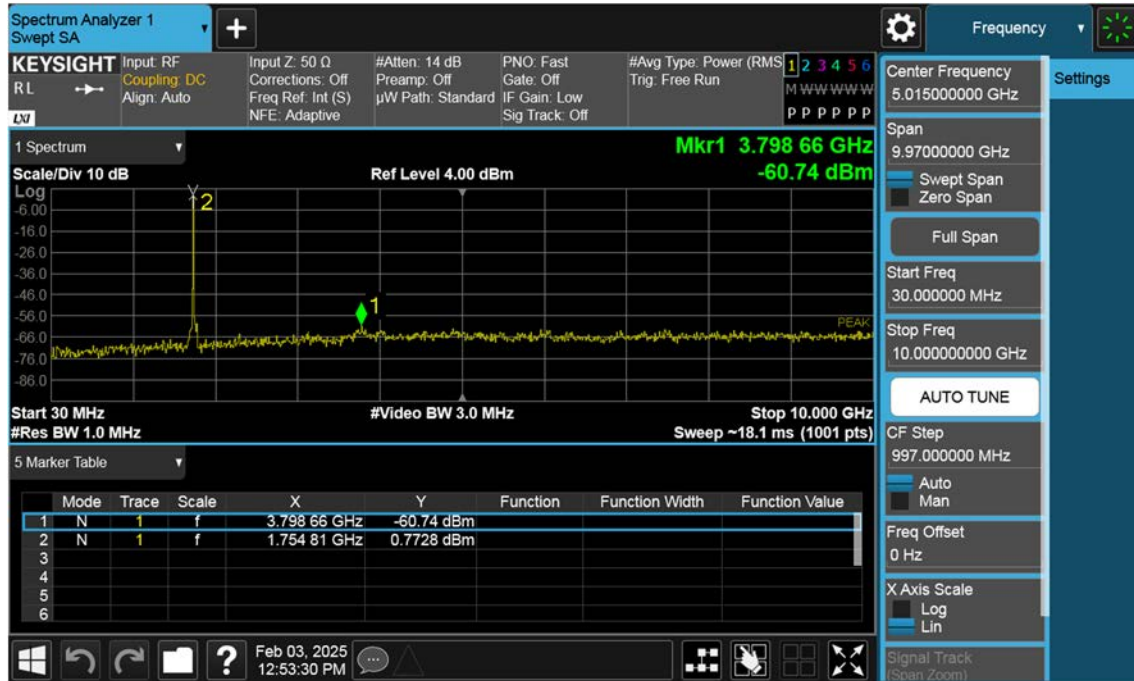 Spectrum Analyzer 1
Swept SA
+
Frequency
KEYSIGHT
RL
LXI
Input: RF
Coupling: DC
Align: Auto
Input Z: 50 Ω
Corrections: Off
Freq Ref: Int (S)
NFE: Adaptive
#Atten: 14 dB
Preamp: Off
µW Path: Standard
PNO: Fast
Gate: Off
IF Gain: Low
Sig Track: Off
#Avg Type: Power (RMS
Trig: Free Run
1 2 3 4 5 6
M W W W W W
P P P P P P
1 Spectrum
Scale/Div 10 dB
Ref Level 4.00 dBm
Mkr1 3.798 66 GHz
-60.74 dBm
Log
-6.00
-16.0
-26.0
-36.0
-46.0
-56.0
-66.0
-76.0
-86.0
2
1
PEAK
Start 30 MHz
#Video BW 3.0 MHz
Stop 10.000 GHz
#Res BW 1.0 MHz
Sweep ~18.1 ms (1001 pts)
5 Marker Table
Mode Trace Scale X Y Function Function Width Function Value
1 N 1 f 3.798 66 GHz -60.74 dBm
2 N 1 f 1.754 81 GHz 0.7728 dBm
3
4
5
6
?
Feb 03, 2025
12:53:30 PM
Center Frequency
5.015000000 GHz
Settings
Span
9.97000000 GHz
Swept Span
Zero Span
Full Span
Start Freq
30.000000 MHz
Stop Freq
10.000000000 GHz
AUTO TUNE
CF Step
997.000000 MHz
Auto
Man
Freq Offset
0 Hz
X Axis Scale
Log
Lin
Signal Track
(Span Zoom)